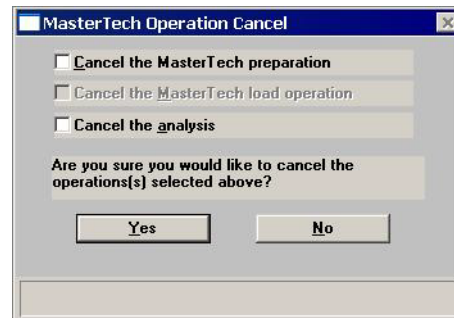 MasterTech Operation Cancel
Cancel the MasterTech preparation
Cancel the MasterTech load operation
Cancel the analysis
Are you sure you would like to cancel the
operations(s) selected above?
Yes
No